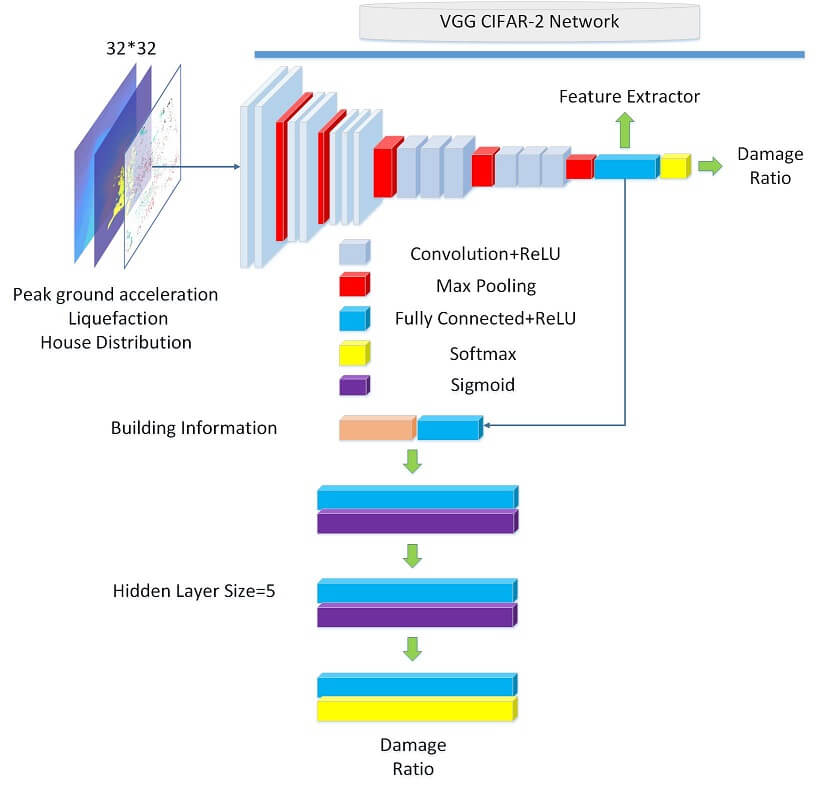 VGG CIFAR-2 Network
32*32
Feature Extractor
Damage
Ratio
Peak ground acceleration
Liquefaction
House Distribution
Convolution+ReLU
Max Pooling
Fully Connected+ReLU
Softmax
Sigmoid
Building Information
Hidden Layer Size=5
Damage
Ratio